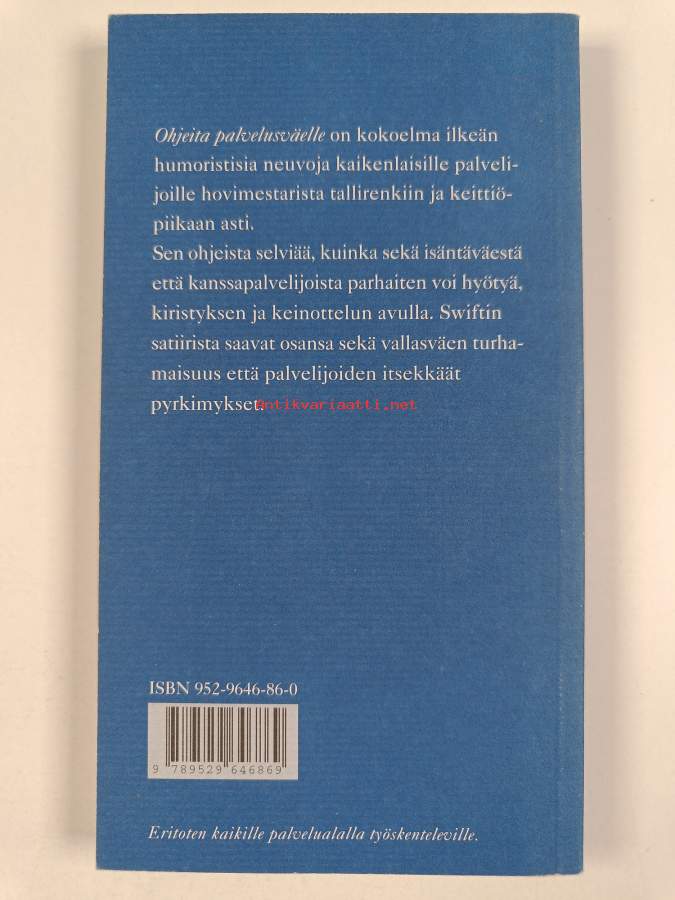 Ohjeita palvelusväelle on kokoelma ilkeän
humoristisia neuvoja kaikenlaisille palveli-
joille hovimestarista tallirenkiin ja keittiö-
piikaan asti.
Sen ohjeista selviää, kuinka sekä isäntäväestä
että kanssapalvelijoista parhaiten voi hyötyä,
kiristyksen ja keinottelun avulla. Swiftin
satiirista saavat osansa sekä vallasväen turha-
maisuus että palvelijoiden itsekkäät
pyrkimykset.
Antikvariaatti.net
ISBN 952-9646-86-0
9 789529 646869
Eritoten kaikille palvelualalla työskenteleville.